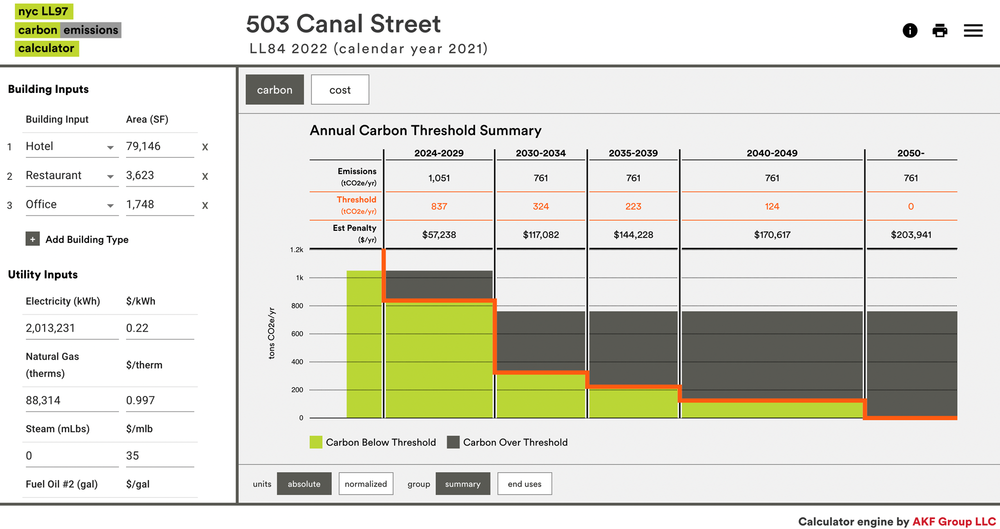 nyc LL97
carbon emissions
calculator
503 Canal Street
LL84 2022 (calendar year 2021)
i
Building Inputs
Building Input Area (SF)
1 Hotel 79,146 X
2 Restaurant 3,623 X
3 Office 1,748 X
+ Add Building Type
Utility Inputs
Electricity (kWh) $/kWh
2,013,231 0.22
Natural Gas
(therms) $/therm
88,314 0.997
Steam (mLbs) $/mlb
0 35
Fuel Oil #2 (gal) $/gal
carbon cost
Annual Carbon Threshold Summary
2024-2029 2030-2034 2035-2039 2040-2049 2050-
Emissions
(tCO2e/yr) 1,051 761 761 761 761
Threshold
(tCO2e/yr) 837 324 223 124 0
Est Penalty
($/yr) $57,238 $117,082 $144,228 $170,617 $203,941
1.2k
1k
800
600
400
200
0
tons CO2e/yr
Carbon Below Threshold Carbon Over Threshold
units absolute normalized group summary end uses
Calculator engine by AKF Group LLC